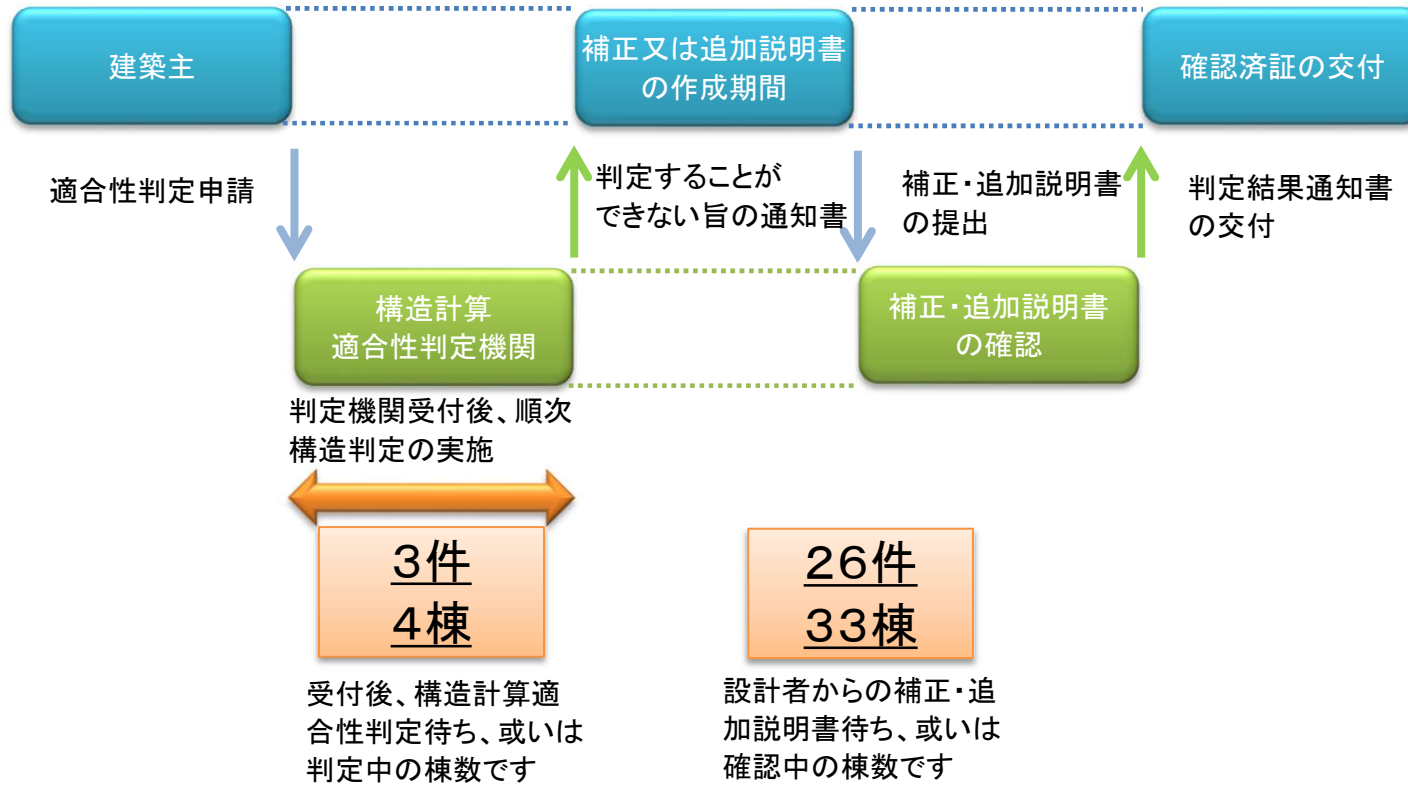 建築主
補正又は追加説明書
の作成期間
確認済証の交付
適合性判定申請
判定することが
できない旨の通知書
補正・追加説明書
の提出
判定結果通知書
の交付
構造計算
適合性判定機関
補正・追加説明書
の確認
判定機関受付後、順次
構造判定の実施
3件
4棟
26件
33棟
受付後、構造計算適
合性判定待ち、或いは
判定中の棟数です
設計者からの補正・追
加説明書待ち、或いは
確認中の棟数です